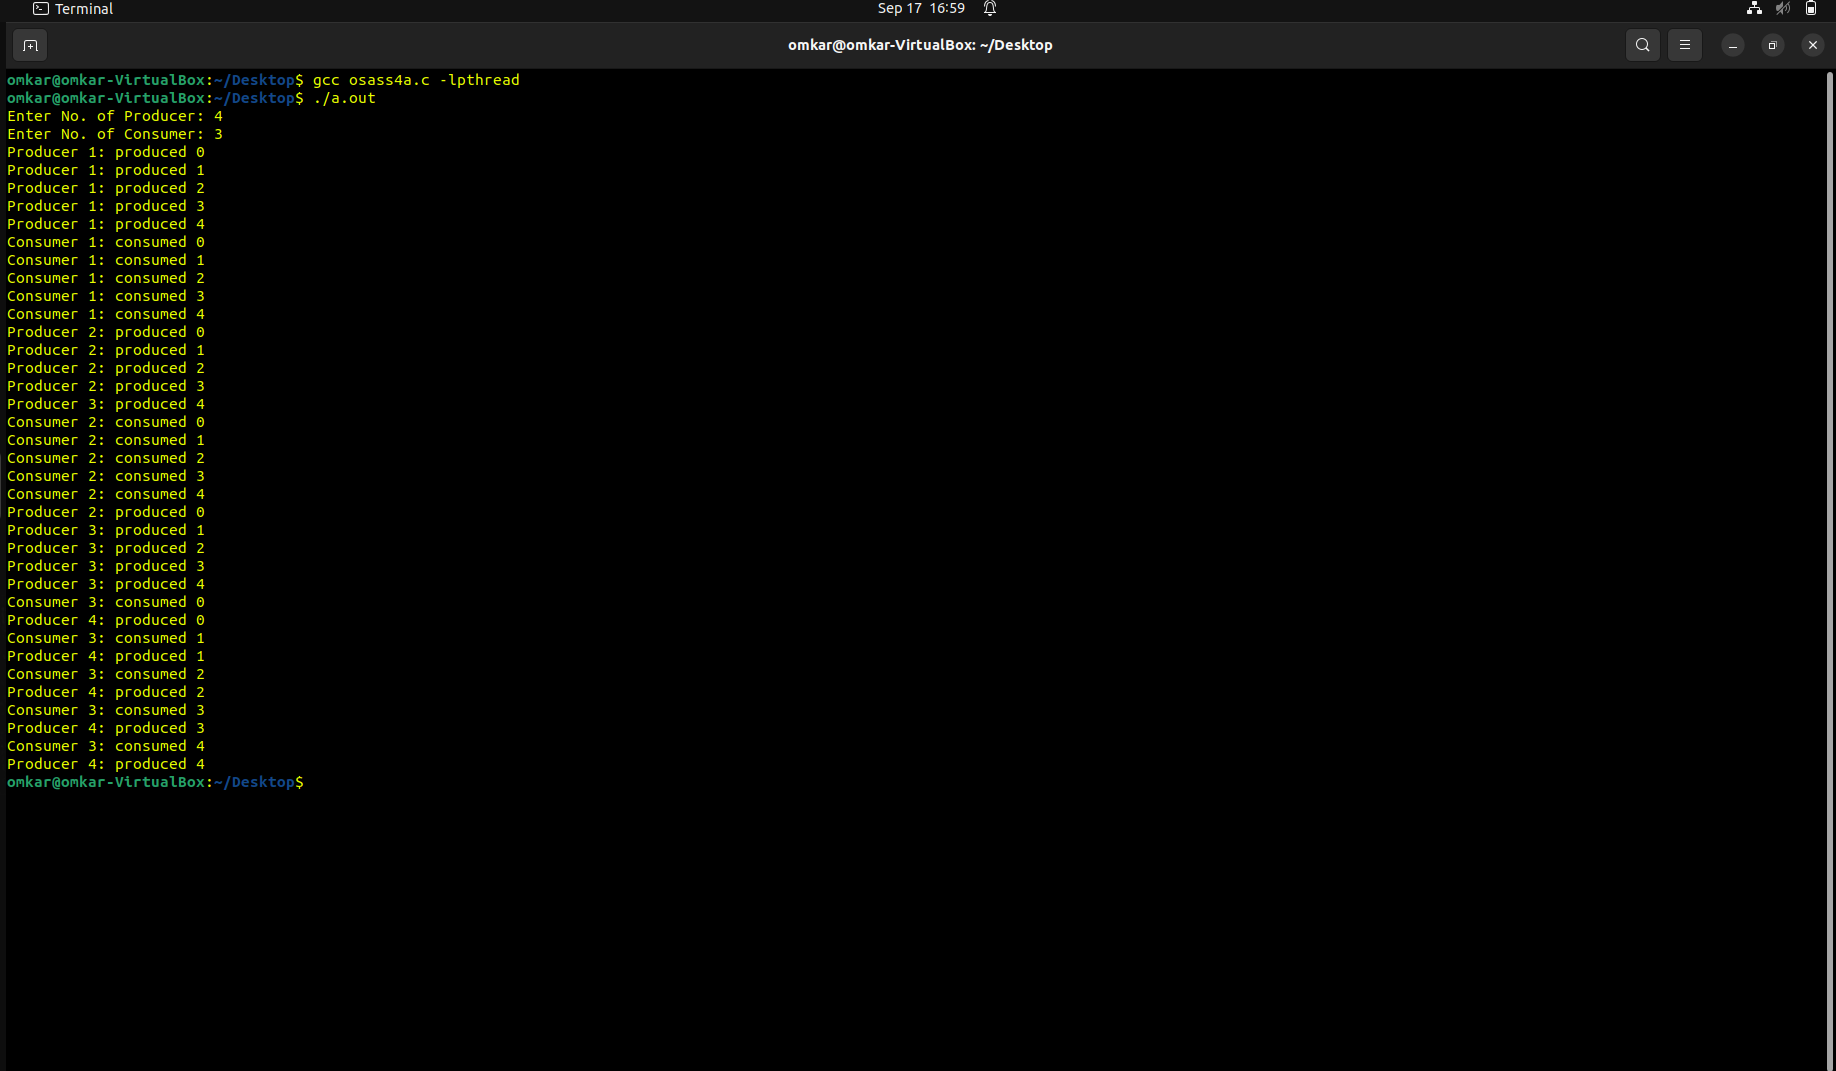 Terminal
Sep 17 16:59
omkar@omkar-VirtualBox: ~/Desktop
omkar@omkar-VirtualBox:~/Desktop$ gcc osass4a.c -lpthread
omkar@omkar-VirtualBox:~/Desktop$ ./a.out
Enter No. of Producer: 4
Enter No. of Consumer: 3
Producer 1: produced 0
Producer 1: produced 1
Producer 1: produced 2
Producer 1: produced 3
Producer 1: produced 4
Consumer 1: consumed 0
Consumer 1: consumed 1
Consumer 1: consumed 2
Consumer 1: consumed 3
Consumer 1: consumed 4
Producer 2: produced 0
Producer 2: produced 1
Producer 2: produced 2
Producer 2: produced 3
Producer 3: produced 4
Consumer 2: consumed 0
Consumer 2: consumed 1
Consumer 2: consumed 2
Consumer 2: consumed 3
Consumer 2: consumed 4
Producer 2: produced 0
Producer 3: produced 1
Producer 3: produced 2
Producer 3: produced 3
Producer 3: produced 4
Consumer 3: consumed 0
Producer 4: produced 0
Consumer 3: consumed 1
Producer 4: produced 1
Consumer 3: consumed 2
Producer 4: produced 2
Consumer 3: consumed 3
Producer 4: produced 3
Consumer 3: consumed 4
Producer 4: produced 4
omkar@omkar-VirtualBox:~/Desktop$